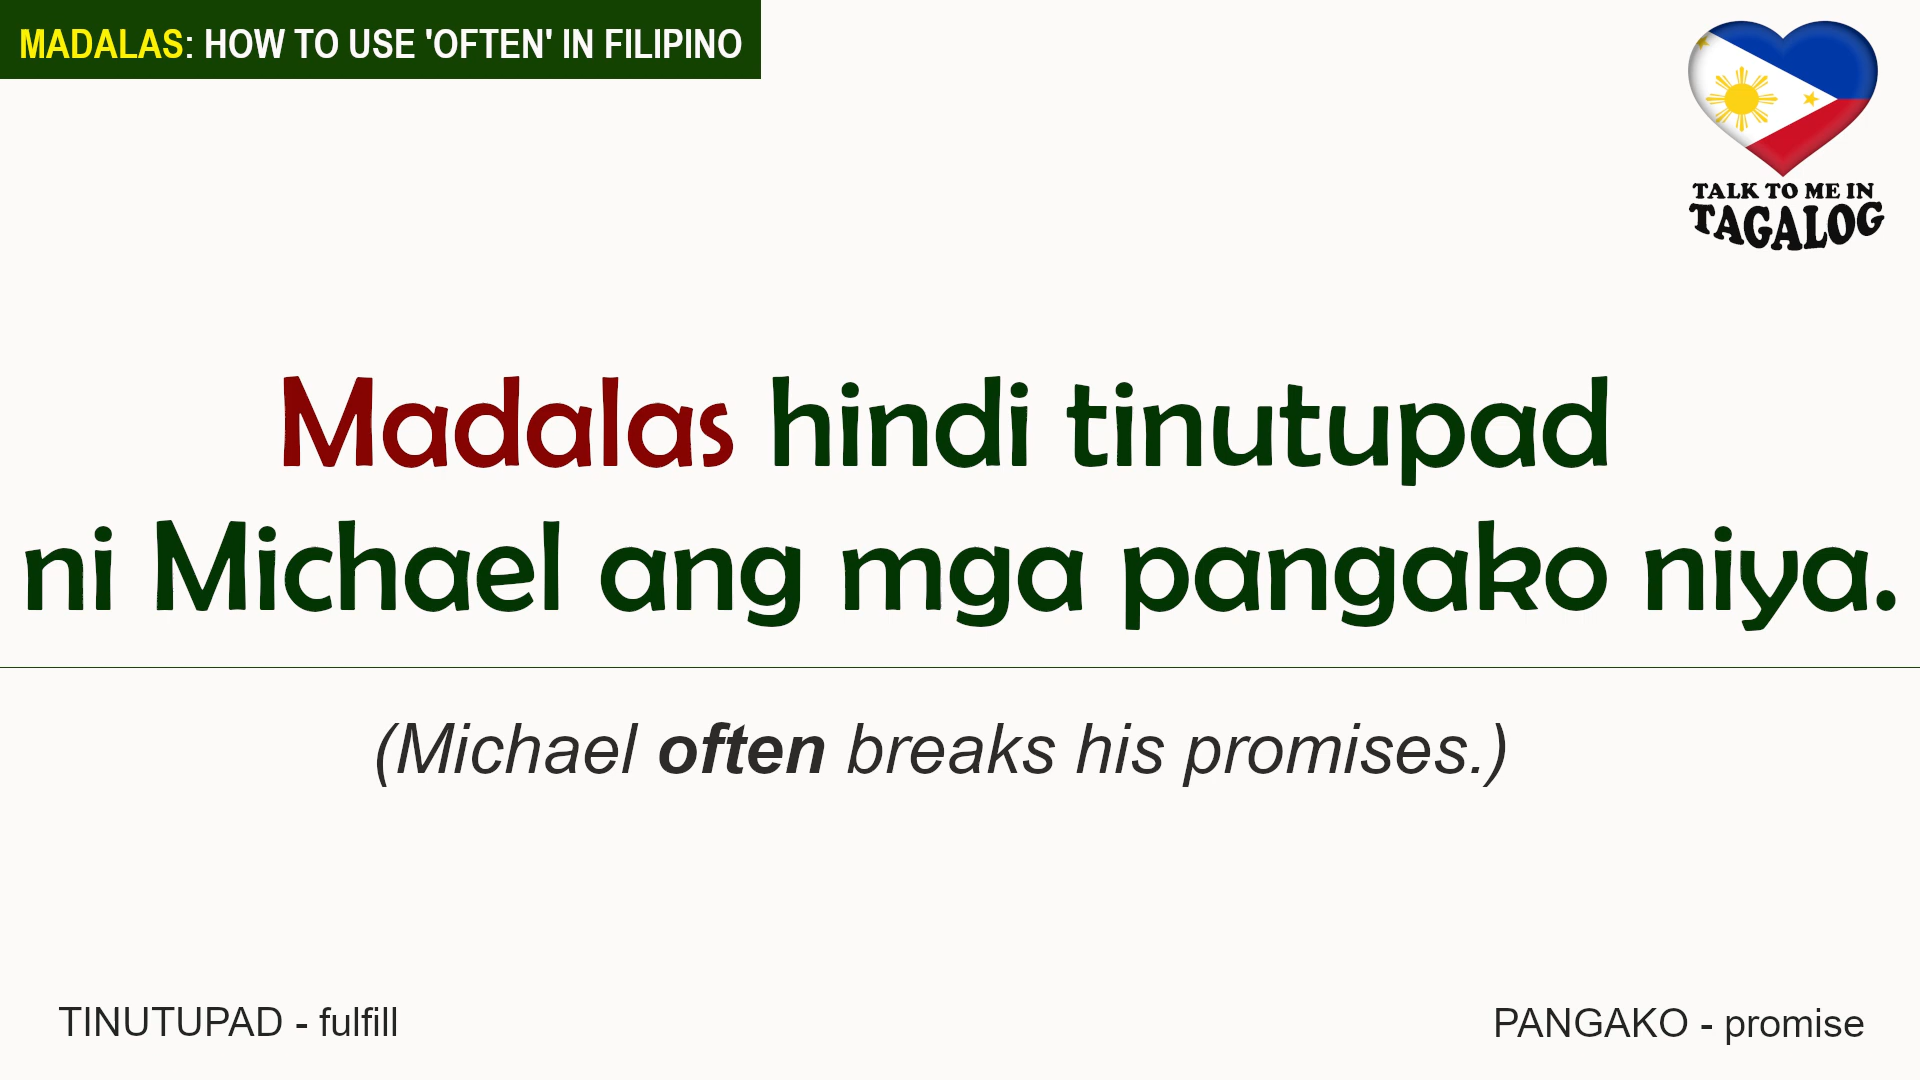 MADALAS: HOW TO USE 'OFTEN' IN FILIPINO
TALK TO ME IN
TAGALOG
Madalas hindi tinutupad
ni Michael ang mga pangako niya.
(Michael often breaks his promises.)
TINUTUPAD - fulfill
PANGAKO - promise